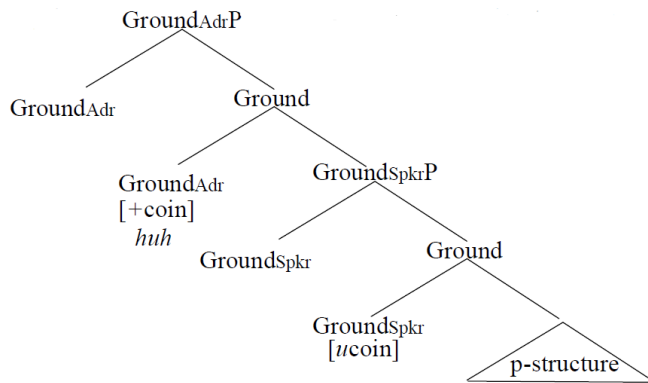 GroundAdrP
GroundAdr
Ground
GroundAdr
[+coin]
huh
GroundSpkrP
GroundSpkr
Ground
GroundSpkr
[ucoin]
p-structure